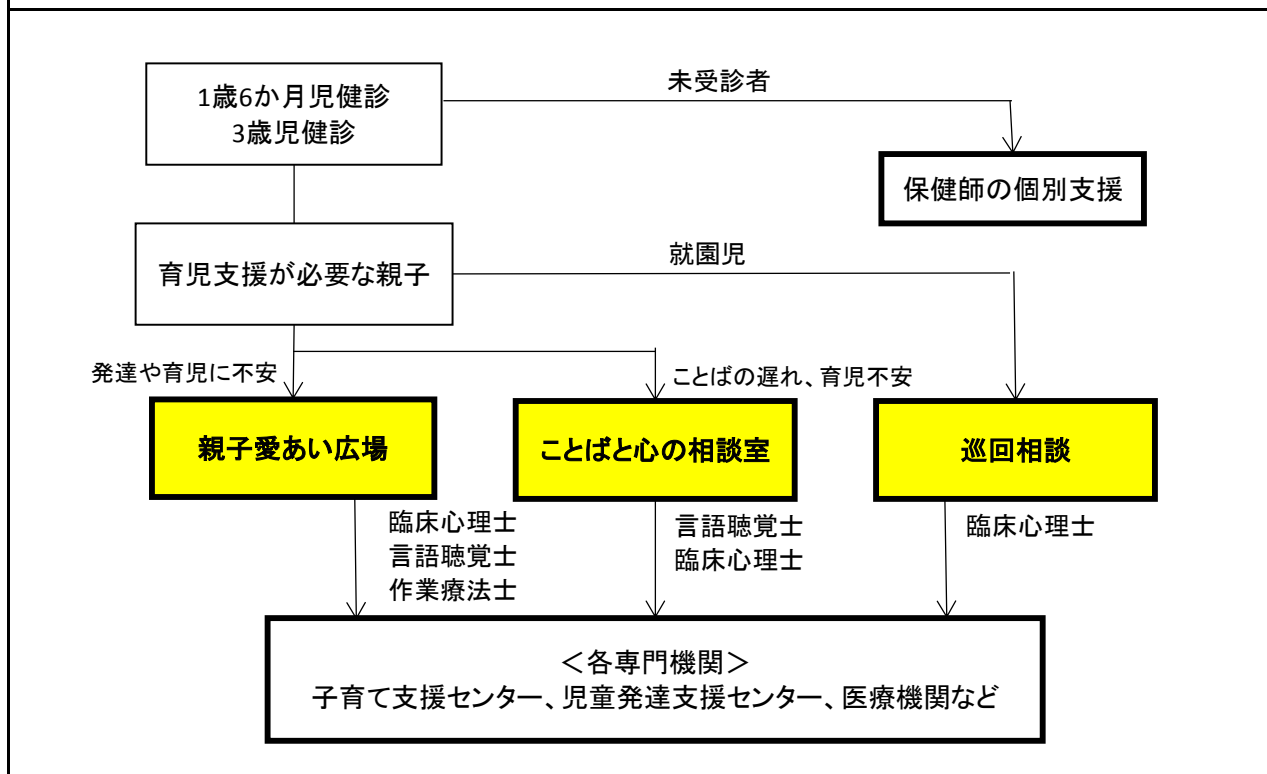 1歳6か月児健診
3歳児健診
未受診者
保健師の個別支援
育児支援が必要な親子
就園児
発達や育児に不安
ことばの遅れ、育児不安
親子愛あい広場
ことばと心の相談室
巡回相談
臨床心理士
言語聴覚士
作業療法士
言語聴覚士
臨床心理士
臨床心理士
＜各専門機関＞
子育て支援センター、児童発達支援センター、医療機関など